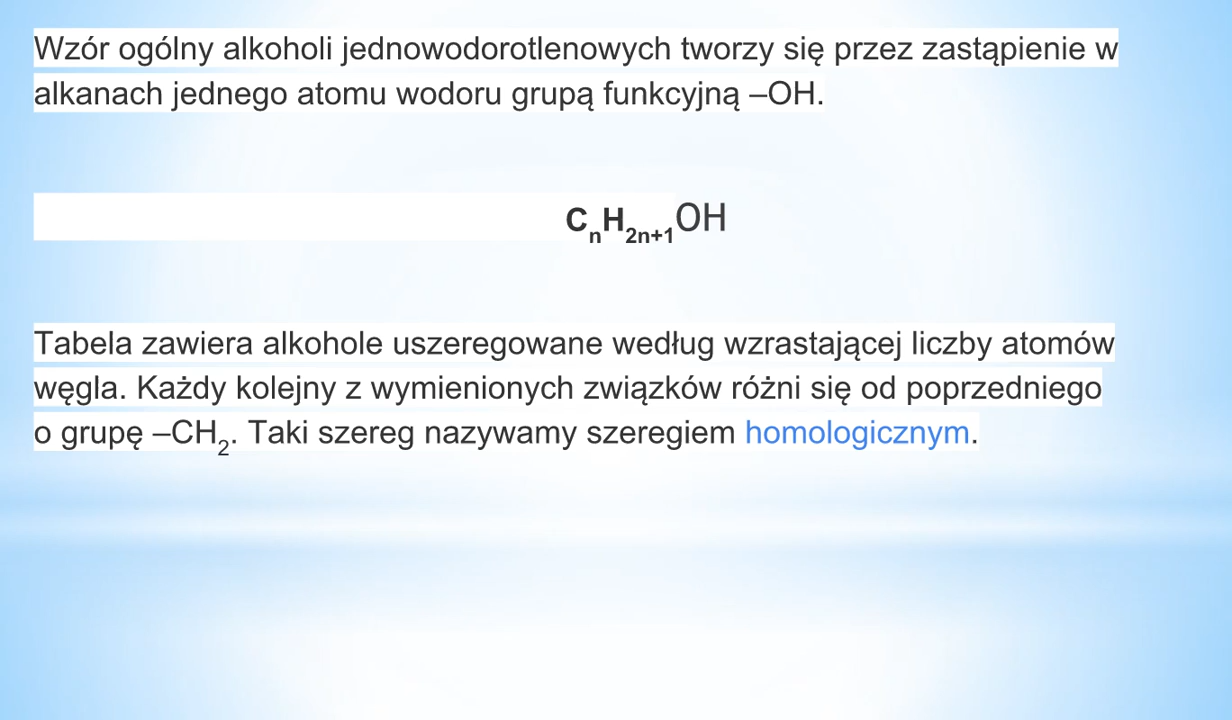 Wzór ogólny alkoholi jednowodorotlenowych tworzy się przez zastąpienie w
alkanach jednego atomu wodoru grupą funkcyjną –OH.
CₙH₂ₙ₊₁OH
Tabela zawiera alkohole uszeregowane według wzrastającej liczby atomów
węgla. Każdy kolejny z wymienionych związków różni się od poprzedniego
o grupę –CH₂. Taki szereg nazywamy szeregiem homologicznym.